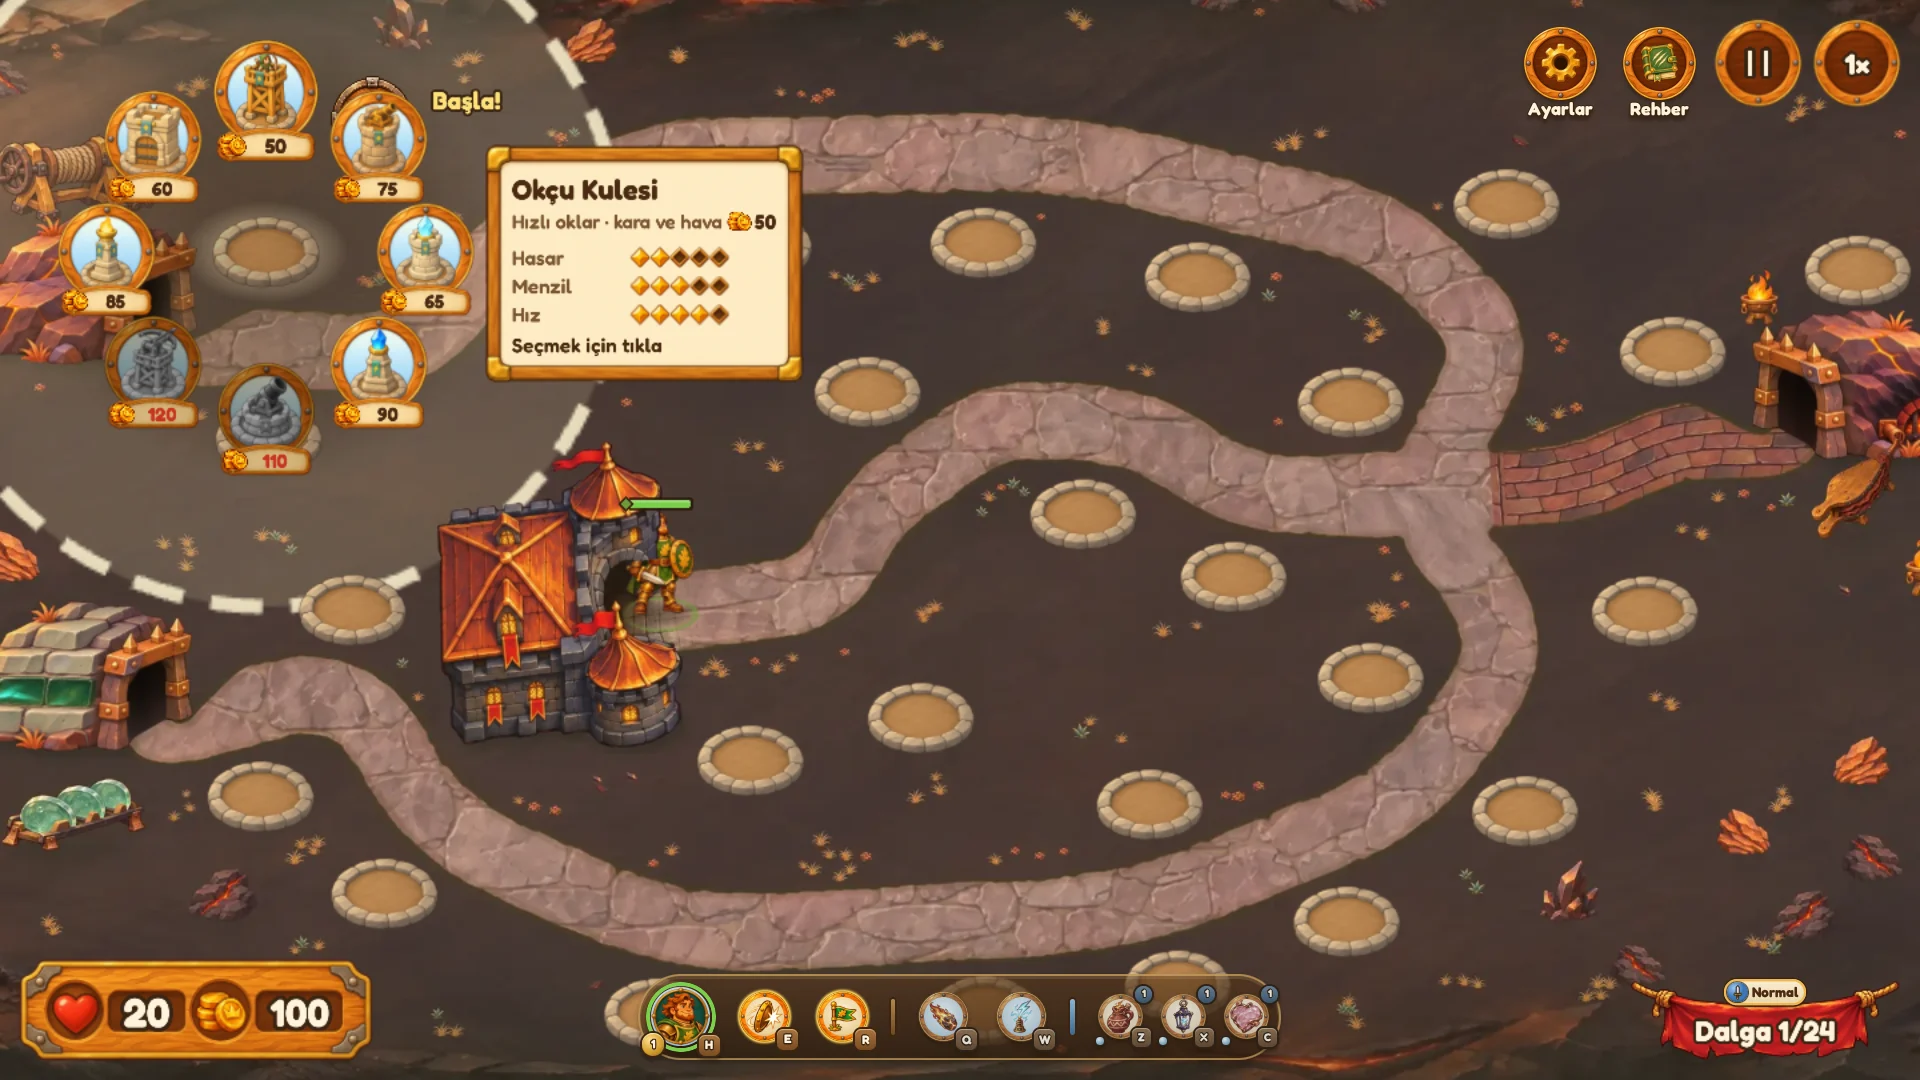 Ayarlar
Rehber
1x
Başla!
50
60
75
85
65
120
90
110
Okçu Kulesi
Hızlı oklar · kara ve hava 50
Hasar
Menzil
Hız
Seçmek için tıkla
20
100
1
H
E
R
Q
W
1
Z
1
X
1
C
Normal
Dalga 1/24